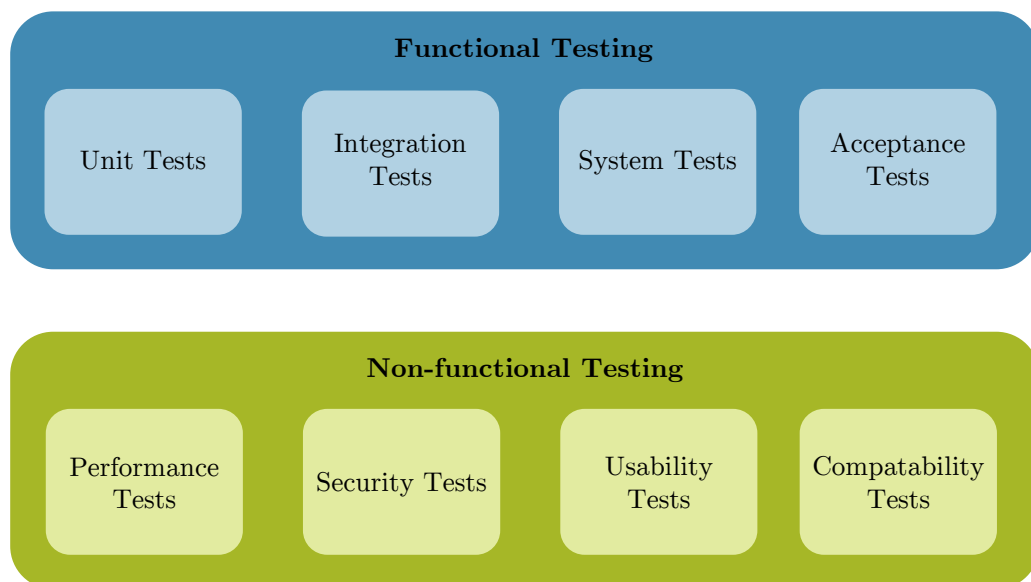 Functional Testing
Unit Tests
Integration
Tests
System Tests
Acceptance
Tests
Non-functional Testing
Performance
Tests
Security Tests
Usability
Tests
Compatability
Tests